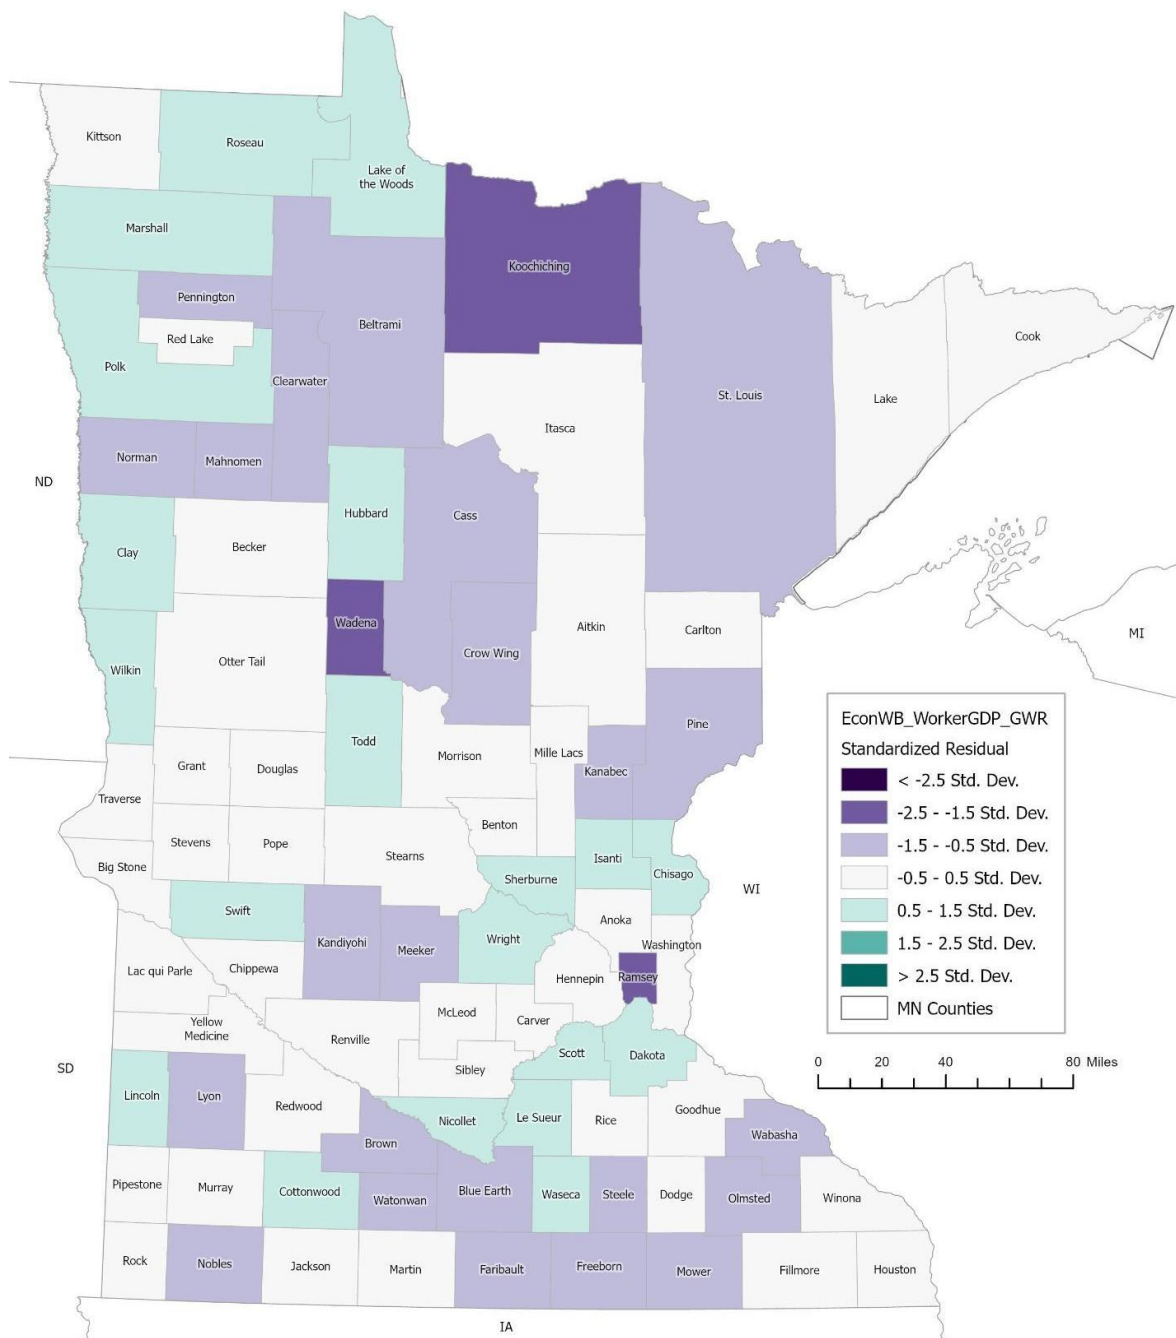 Kittson
Roseau
Lake of
the Woods
Marshall
Koochiching
Pennington
Beltrami
Red Lake
Cook
Polk
Clearwater
St. Louis
Lake
Itasca
Norman
Mahnomen
ND
Hubbard
Cass
Clay
Becker
Wadena
Aitkin
Carlton
MI
Crow Wing
Otter Tail
Wilkin
Pine
Todd
Morrison
Mille Lacs
Grant
Douglas
Kanabec
Traverse
Benton
Stevens
Pope
Stearns
Isanti
Big Stone
Chisago
Sherburne
WI
Swift
Anoka
Kandiyohi
Meeker
Wright
Washington
Lac qui Parle
Chippewa
Hennepin
Ramsey
McLeod
Carver
Yellow
Medicine
Renville
Scott
Dakota
SD
Sibley
Lincoln
Lyon
Redwood
Nicollet
Le Sueur
Rice
Goodhue
Brown
Wabasha
Pipestone
Murray
Cottonwood
Watonwan
Blue Earth
Waseca
Steele
Dodge
Olmsted
Winona
Rock
Nobles
Jackson
Martin
Faribault
Freeborn
Mower
Fillmore
Houston
IA
EconWB_WorkerGDP_GWR
Standardized Residual
< -2.5 Std. Dev.
-2.5 - -1.5 Std. Dev.
-1.5 - -0.5 Std. Dev.
-0.5 - 0.5 Std. Dev.
0.5 - 1.5 Std. Dev.
1.5 - 2.5 Std. Dev.
> 2.5 Std. Dev.
MN Counties
0 20 40 80 Miles